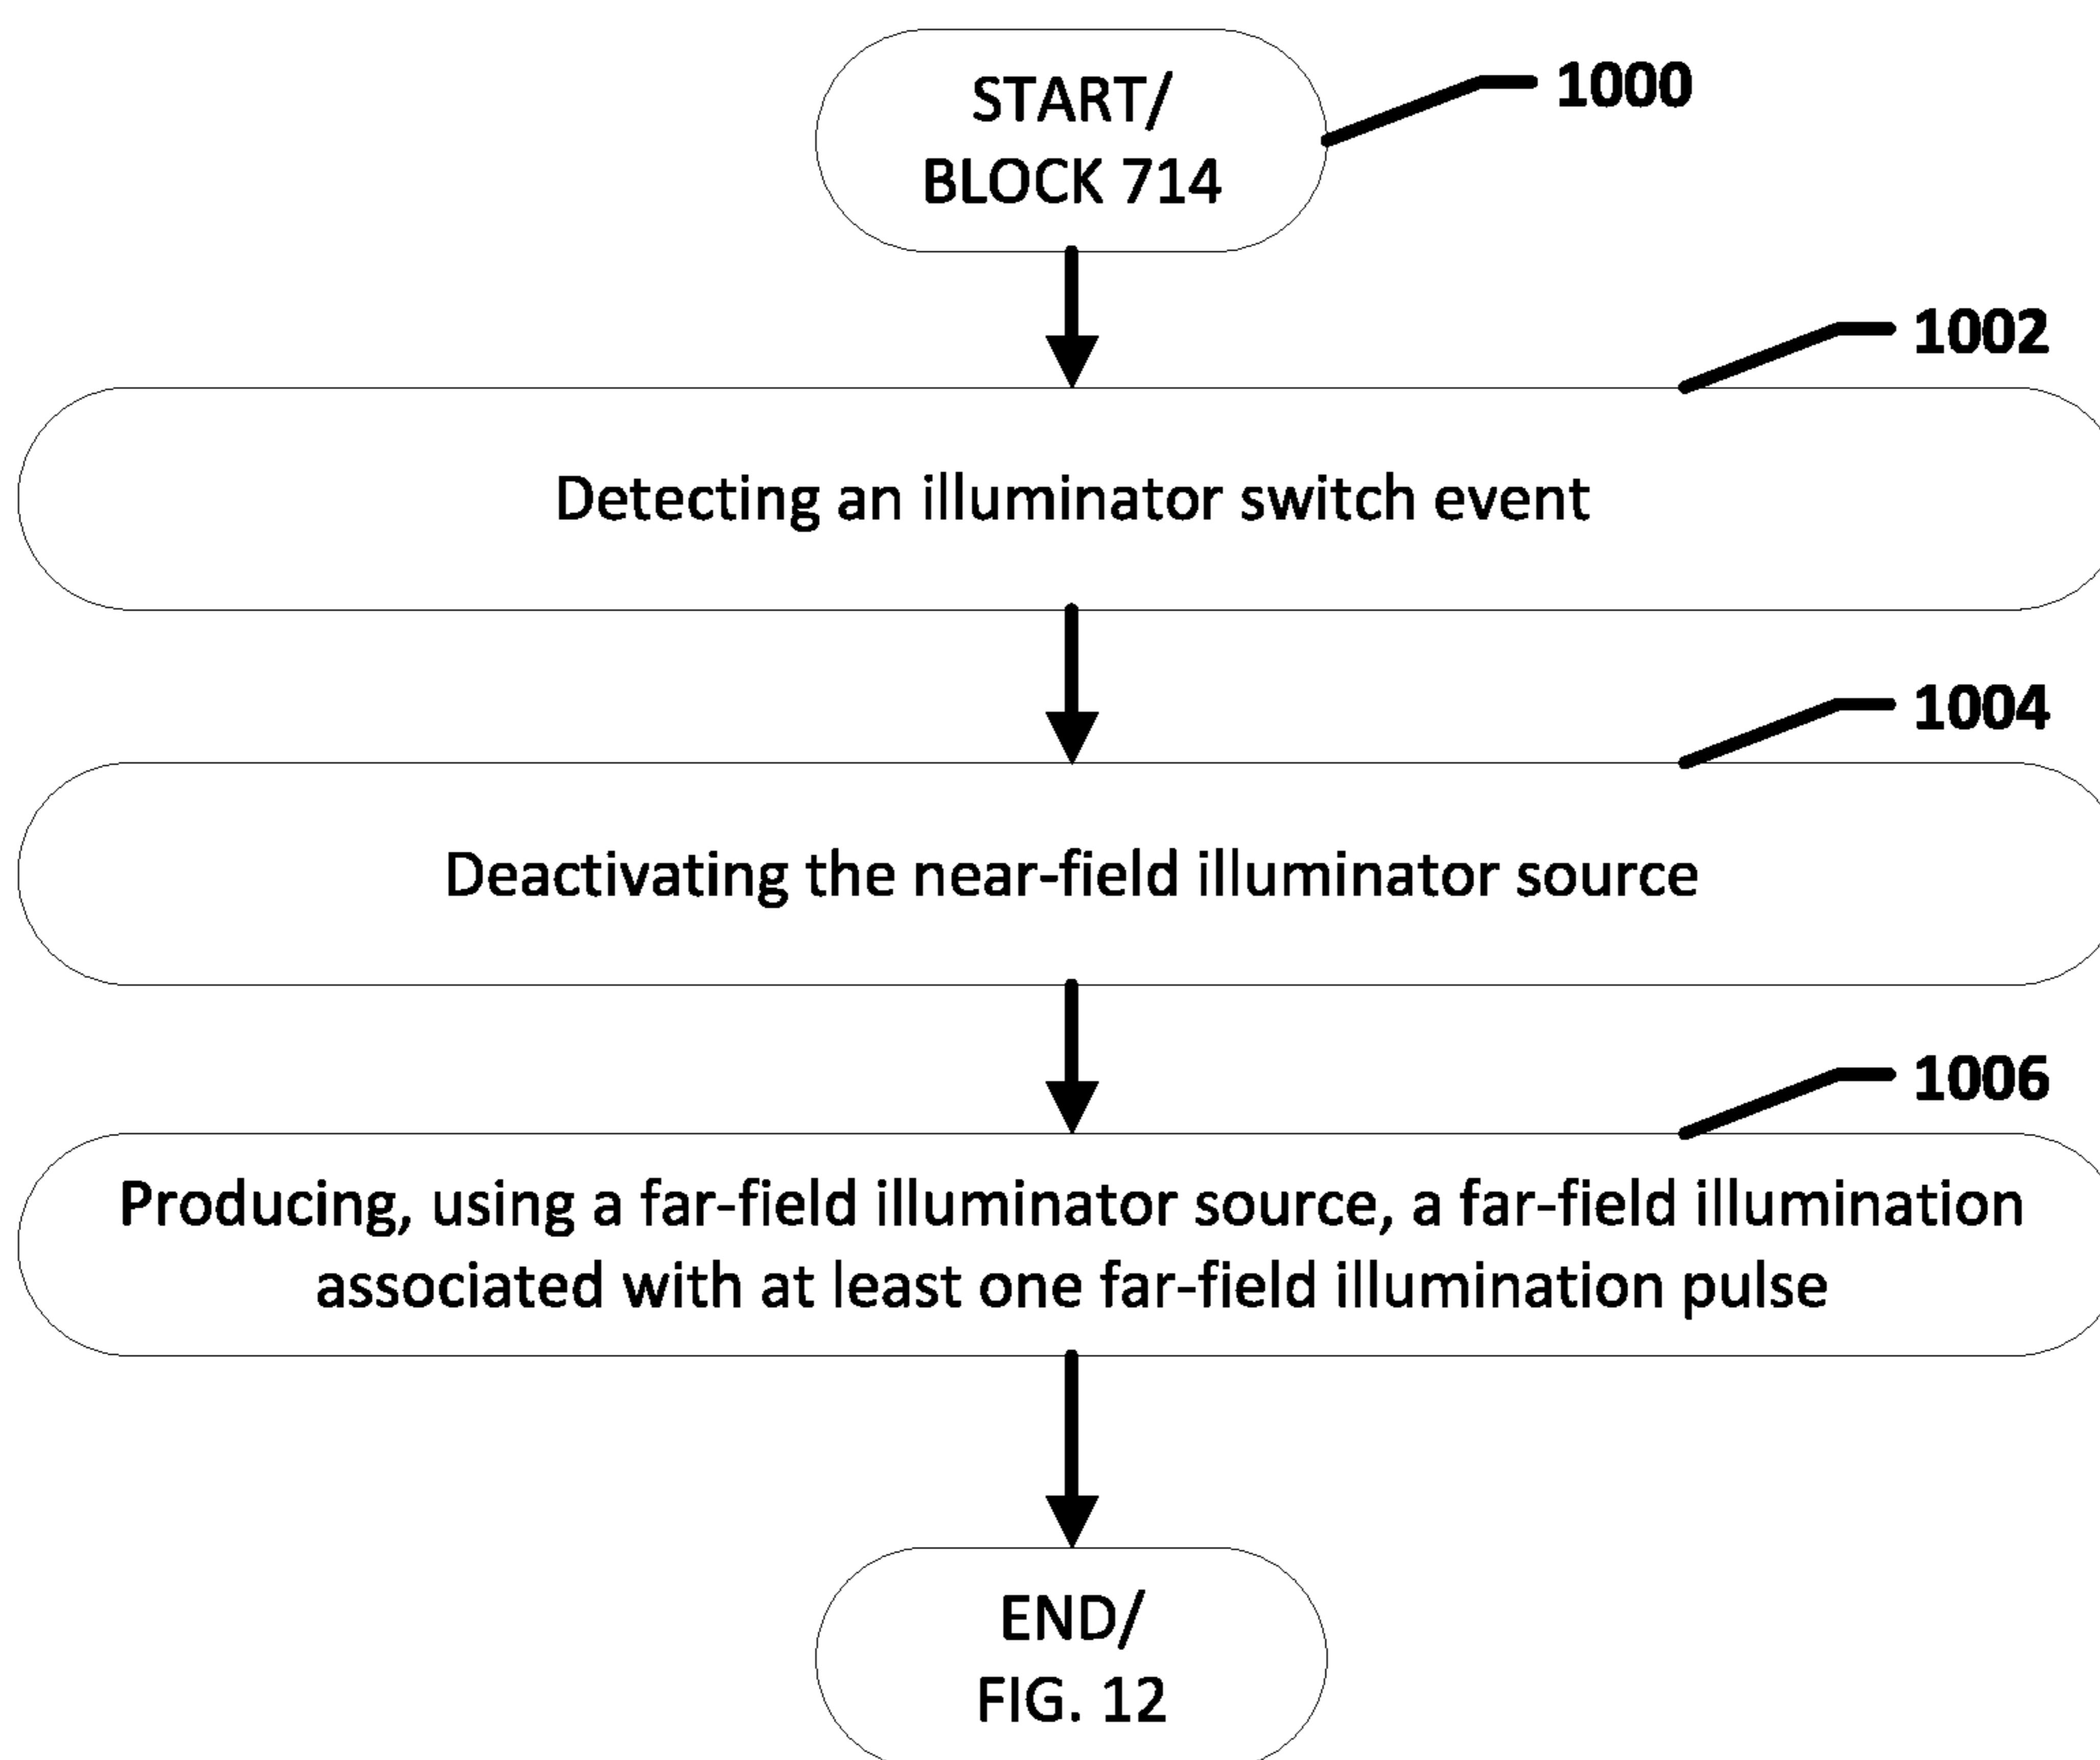 START/
BLOCK 714
1000
1002
Detecting an illuminator switch event
1004
Deactivating the near-field illuminator source
1006
Producing, using a far-field illuminator source, a far-field illumination
associated with at least one far-field illumination pulse
END/
FIG. 12